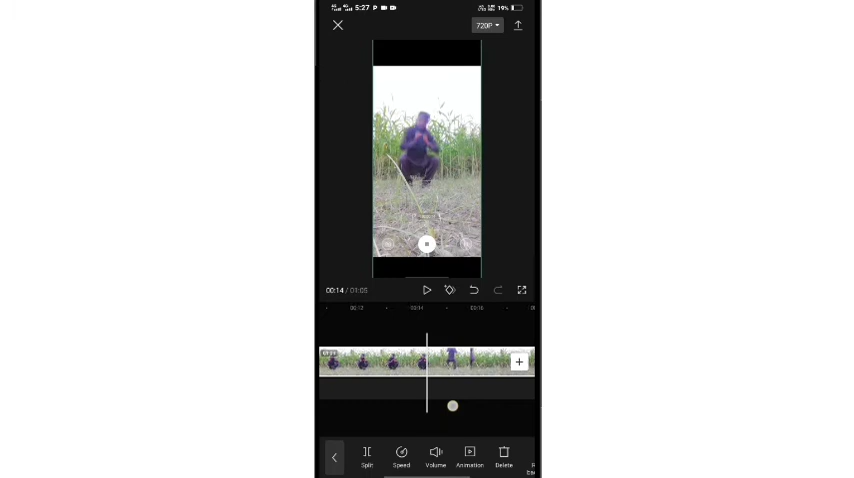 5:27 P 19%
720P
00:14 / 01:05
00:12 00:14 00:16
Split Speed Volume Animation Delete